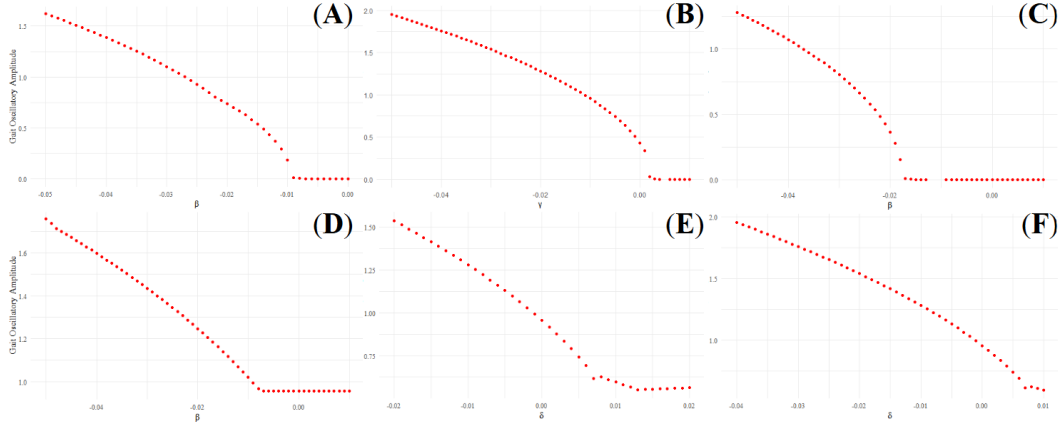 (A)
1.5
1.0
0.5
0.0
Gait Oscillatory Amplitude
-0.05 -0.04 -0.03 -0.02 -0.01 0.00
β
(B)
2.0
1.5
1.0
0.5
0.0
-0.04 -0.02 0.00
γ
(C)
1.0
0.5
0.0
-0.04 -0.02 0.00
β
(D)
1.6
1.4
1.2
1.0
Gait Oscillatory Amplitude
-0.04 -0.02 0.00
β
(E)
1.50
1.25
1.00
0.75
-0.02 -0.01 0.00 0.01 0.02
δ
(F)
2.0
1.5
1.0
-0.04 -0.03 -0.02 -0.01 0.00 0.01
δ